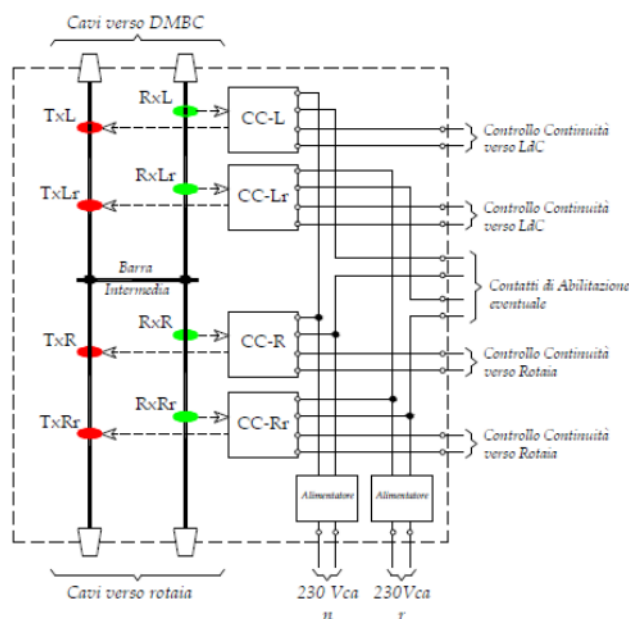 Cavi verso DMBC
RxL
TxL
CC-L
Controllo Continuità
verso LdC
RxLr
TxLr
CC-Lr
Controllo Continuità
verso LdC
Barra
Intermedia
Contatti di Abilitazione
eventuale
RxR
TxR
CC-R
Controllo Continuità
verso Rotaia
RxRr
TxRr
CC-Rr
Controllo Continuità
verso Rotaia
Alimentatore
Alimentatore
Cavi verso rotaia
230 Vca
n
230Vca
r